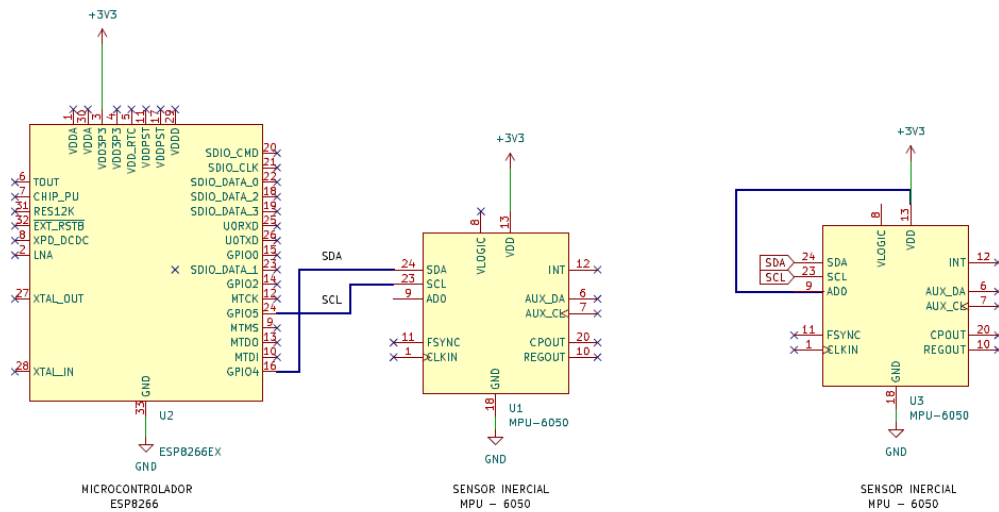 +3V3
1 VDDA
30 VDDA
3 VDD3P3
4 VDD3P3
5 VDD_RTC
11 VDDPST
17 VDDPST
29 VDDD
6 TOUT
7 CHIP_PU
31 RES12K
32 EXT_RSTB
8 XPD_DCDC
2 LNA
27 XTAL_OUT
28 XTAL_IN
SDIO_CMD 20
SDIO_CLK 21
SDIO_DATA_0 22
SDIO_DATA_2 18
SDIO_DATA_3 19
U0RXD 25
U0TXD 26
GPIO0 15
SDIO_DATA_1 23
GPIO2 14
MTCK 12
GPIO5 24
MTMS 9
MTDO 13
MTDI 10
GPIO4 16
GND
33
U2
ESP8266EX
GND
MICROCONTROLADOR
ESP8266
SDA
SCL
+3V3
8 VLOGIC
13 VDD
24 SDA
23 SCL
9 AD0
11 FSYNC
1 CLKIN
INT 12
AUX_DA 6
AUX_CL 7
CPOUT 20
REGOUT 10
GND
18
U1
MPU-6050
GND
SENSOR INERCIAL
MPU - 6050
+3V3
8 VLOGIC
13 VDD
SDA 24 SDA
SCL 23 SCL
9 AD0
11 FSYNC
1 CLKIN
INT 12
AUX_DA 6
AUX_CL 7
CPOUT 20
REGOUT 10
GND
18
U3
MPU-6050
GND
SENSOR INERCIAL
MPU - 6050